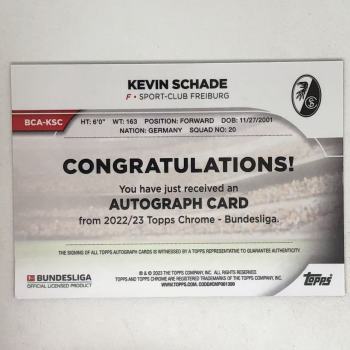 KEVIN SCHADE
F • SPORT-CLUB FREIBURG
BCA-KSC
HT: 6'0" WT: 163 POSITION: FORWARD DOB: 11/27/2001
NATION: GERMANY SQUAD NO: 20
CONGRATULATIONS!
You have just received an
AUTOGRAPH CARD
from 2022/23 Topps Chrome - Bundesliga.
THE SIGNING OF ALL TOPPS AUTOGRAPH CARDS IS WITNESSED BY A TOPPS REPRESENTATIVE TO GUARANTEE AUTHENTICITY.
BUNDESLIGA
OFFICIAL LICENSED PRODUCT
® & © 2023 THE TOPPS COMPANY, INC. ALL RIGHTS RESERVED.
TOPPS AND TOPPS CHROME ARE REGISTERED TRADEMARKS OF THE TOPPS COMPANY, INC.
WWW.TOPPS.COM.
topps